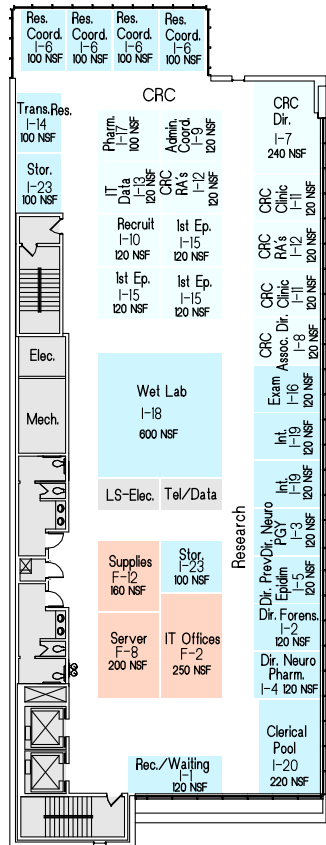 Res.
Coord.
I-6
100 NSF
Res.
Coord.
I-6
100 NSF
Res.
Coord.
I-6
100 NSF
Res.
Coord.
I-6
100 NSF
CRC
Trans.Res.
I-14
100 NSF
Stor.
I-23
100 NSF
Pharm.
I-17
100 NSF
Admin.
Coord.
I-9
120 NSF
CRC
Dir.
I-7
240 NSF
IT
Data
I-13
120 NSF
CRC
RA's
I-12
120 NSF
CRC
Clinic
I-11
120 NSF
Recruit
I-10
120 NSF
1st Ep.
I-15
120 NSF
CRC
RA's
I-12
120 NSF
1st Ep.
I-15
120 NSF
1st Ep.
I-15
120 NSF
CRC
Clinic
I-11
120 NSF
CRC
Assoc. Dir.
I-8
120 NSF
Elec.
Mech.
Wet Lab
I-18
600 NSF
Exam
I-16
120 NSF
Int.
I-19
120 NSF
Int.
I-19
120 NSF
LS-Elec.
Tel/Data
Research
Dir. Neuro
PGY
I-3
120 NSF
Supplies
F-12
160 NSF
Stor.
I-23
100 NSF
Dir. Prev
Epidim
I-5
120 NSF
Server
F-8
200 NSF
IT Offices
F-2
250 NSF
Dir. Forens.
I-2
120 NSF
Dir. Neuro
Pharm.
I-4 120 NSF
Clerical
Pool
I-20
220 NSF
Rec./Waiting
I-1
120 NSF